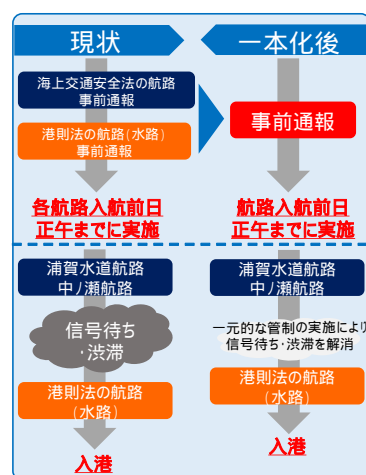 現状
一本化後
海上交通安全法の航路
事前通報
港則法の航路(水路)
事前通報
事前通報
各航路入航前日
正午までに実施
航路入航前日
正午までに実施
浦賀水道航路
中ノ瀬航路
浦賀水道航路
中ノ瀬航路
信号待ち
・渋滞
一元的な管制の実施により
信号待ち・渋滞を解消
港則法の航路
(水路)
港則法の航路
(水路)
入港
入港